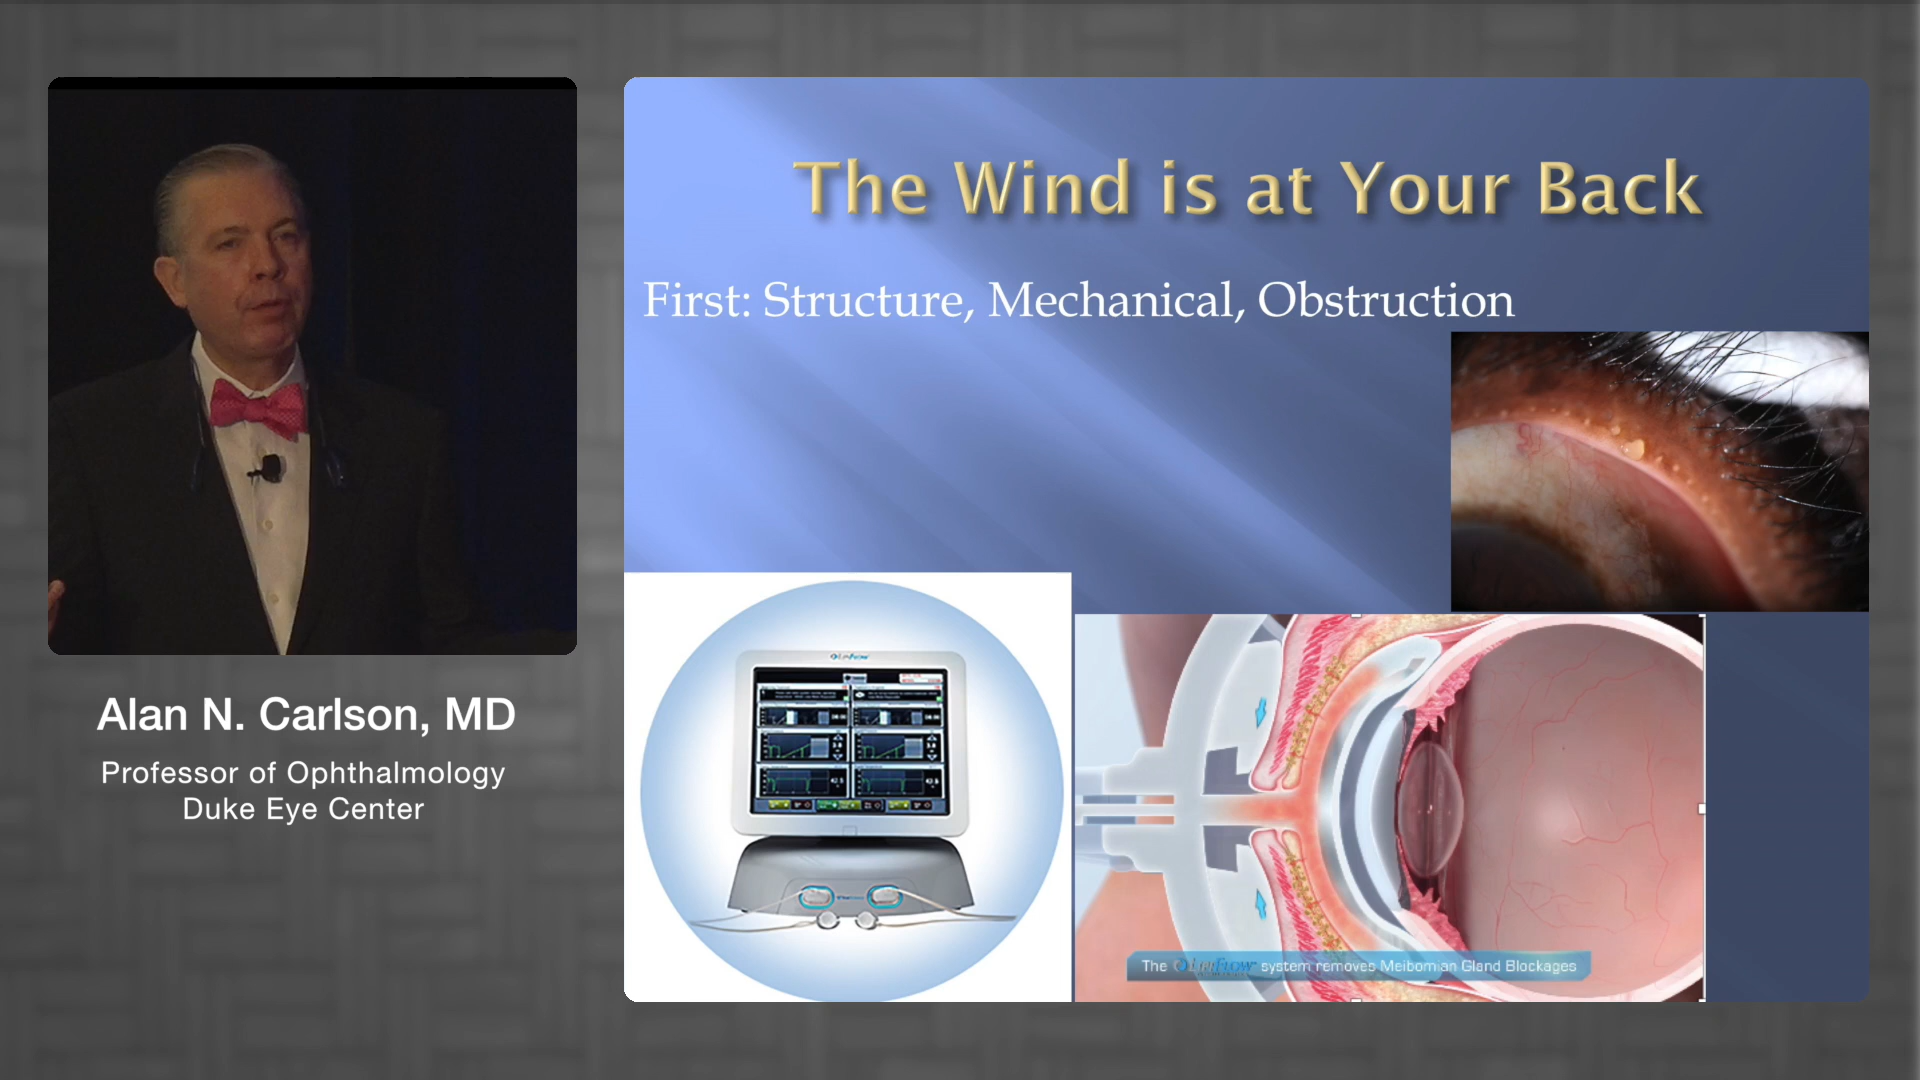 The Wind is at Your Back
First: Structure, Mechanical, Obstruction
LipiFlow
The LipiFlow system removes Meibomian Gland Blockages
Alan N. Carlson, MD
Professor of Ophthalmology
Duke Eye Center